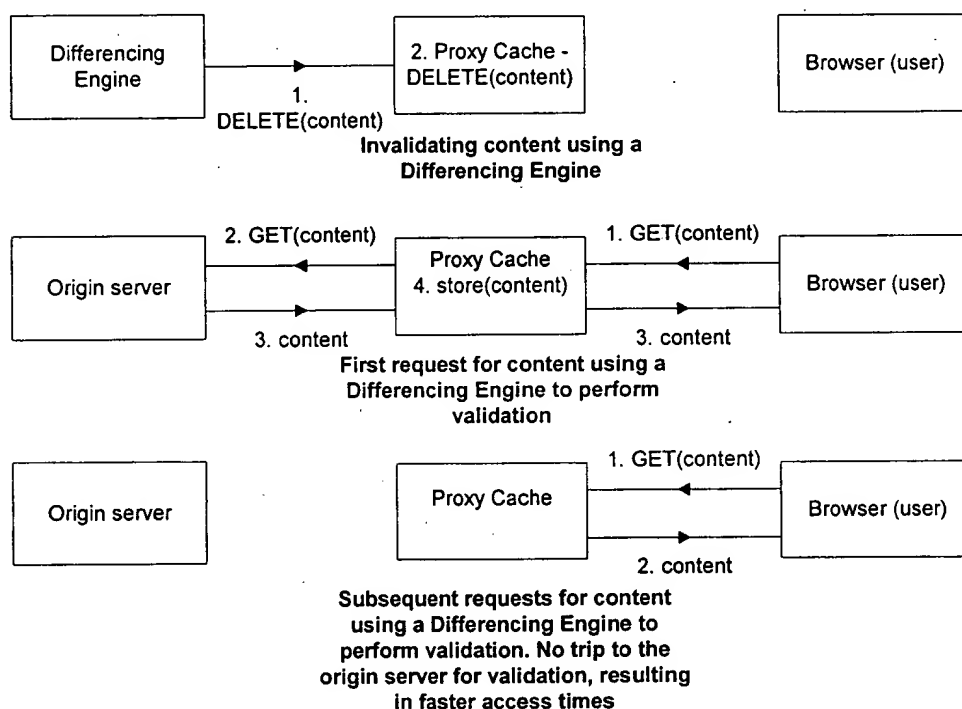 Differencing
Engine
1.
DELETE(content)
2. Proxy Cache -
DELETE(content)
Browser (user)
Invalidating content using a
Differencing Engine
Origin server
2. GET(content)
3. content
Proxy Cache
4. store(content)
1. GET(content)
3. content
Browser (user)
First request for content using a
Differencing Engine to perform
validation
Origin server
Proxy Cache
1. GET(content)
2. content
Browser (user)
Subsequent requests for content
using a Differencing Engine to
perform validation. No trip to the
origin server for validation, resulting
in faster access times